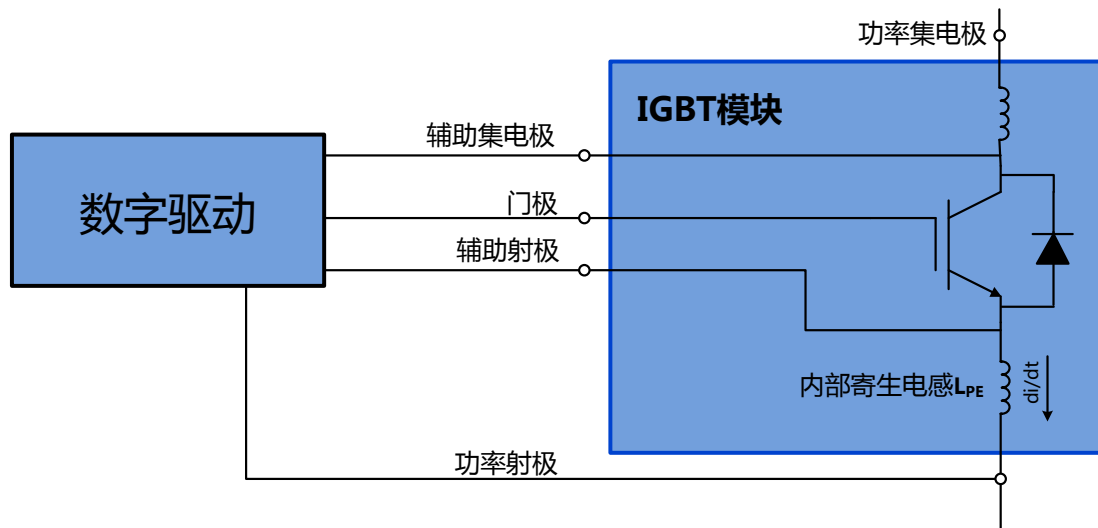 功率集电极
IGBT模块
辅助集电极
数字驱动
门极
辅助射极
内部寄生电感LPE
di/dt
功率射极